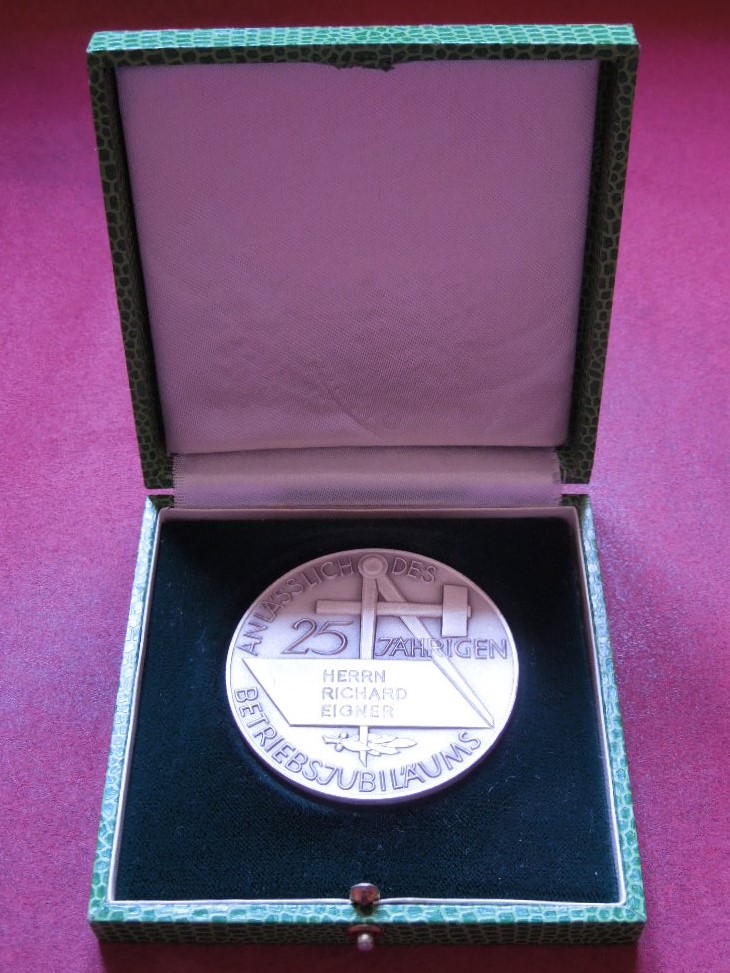 ANLÄSSLICH DES
25 JÄHRIGEN
HERRN
RICHARD
EIGNER
BETRIEBSJUBILÄUMS